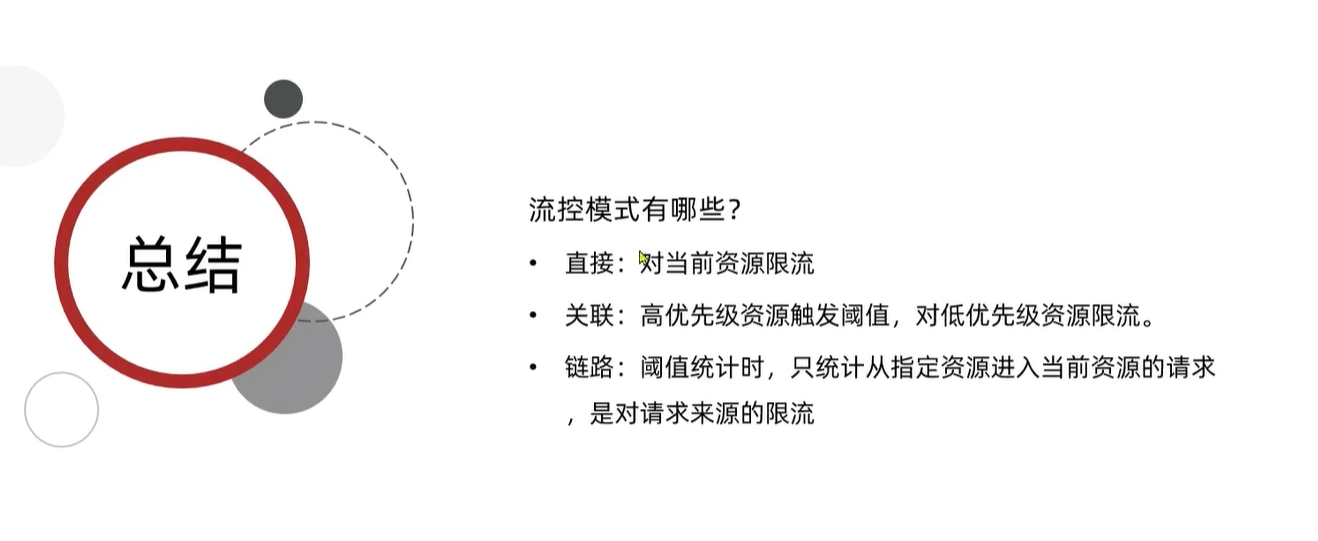 总结
流控模式有哪些？
• 直接：对当前资源限流
• 关联：高优先级资源触发阈值，对低优先级资源限流。
• 链路：阈值统计时，只统计从指定资源进入当前资源的请求
，是对请求来源的限流